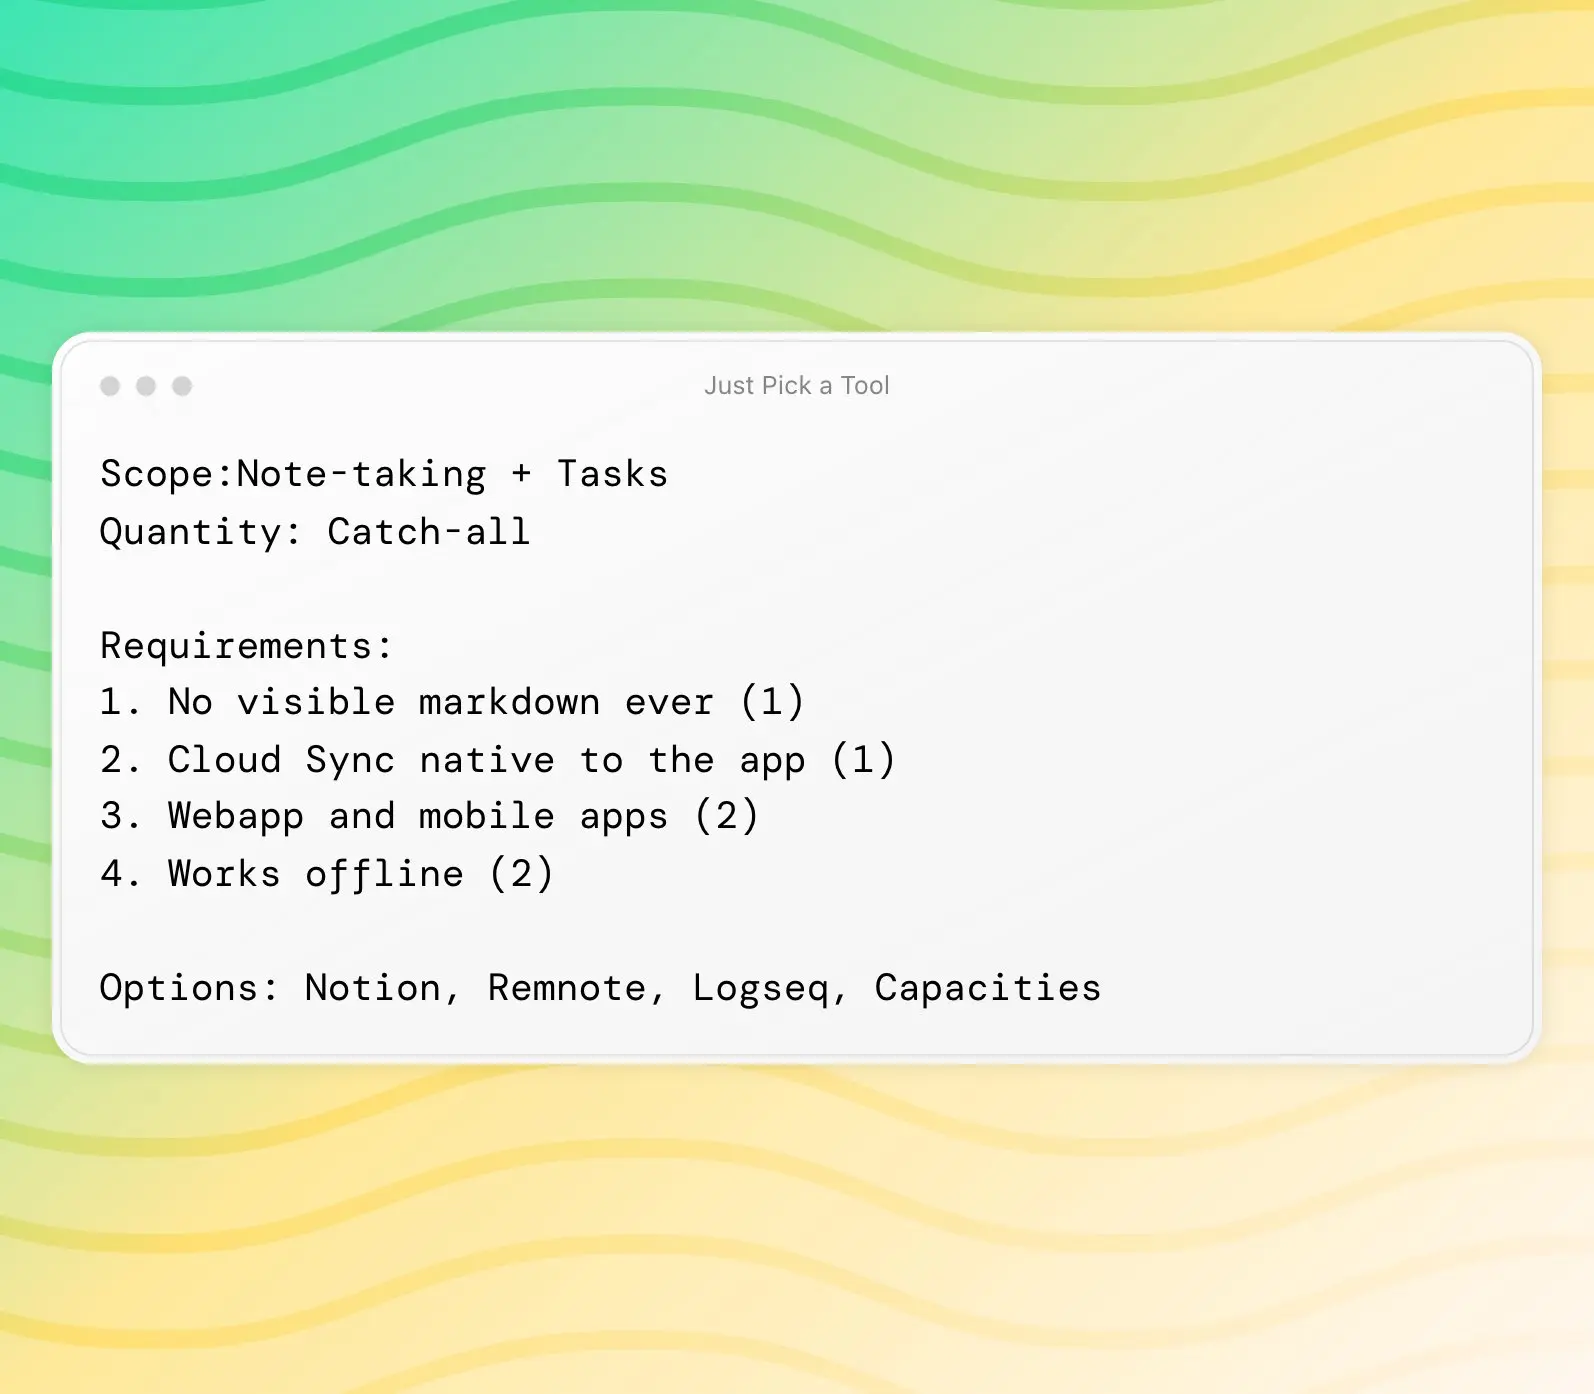 Just Pick a Tool
Scope:Note-taking + Tasks
Quantity: Catch-all
Requirements:
1. No visible markdown ever (1)
2. Cloud Sync native to the app (1)
3. Webapp and mobile apps (2)
4. Works offline (2)
Options: Notion, Remnote, Logseq, Capacities